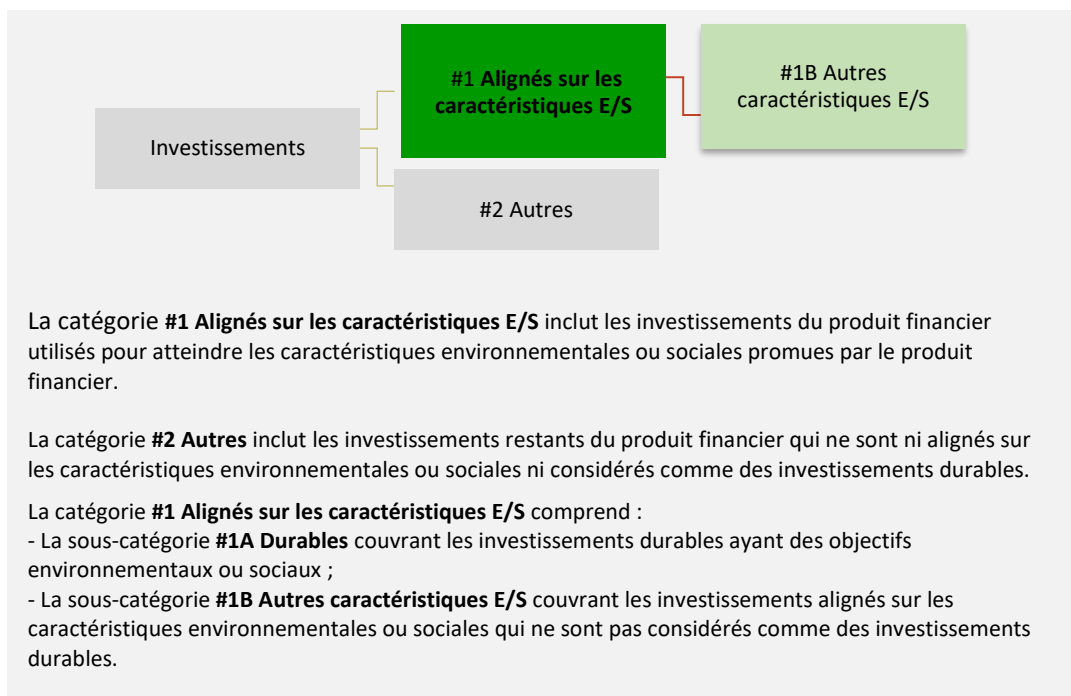 #1 Alignés sur les
caractéristiques E/S
#1B Autres
caractéristiques E/S
Investissements
#2 Autres
La catégorie #1 Alignés sur les caractéristiques E/S inclut les investissements du produit financier
utilisés pour atteindre les caractéristiques environnementales ou sociales promues par le produit
financier.
La catégorie #2 Autres inclut les investissements restants du produit financier qui ne sont ni alignés sur
les caractéristiques environnementales ou sociales ni considérés comme des investissements durables.
La catégorie #1 Alignés sur les caractéristiques E/S comprend :
- La sous-catégorie #1A Durables couvrant les investissements durables ayant des objectifs
environnementaux ou sociaux ;
- La sous-catégorie #1B Autres caractéristiques E/S couvrant les investissements alignés sur les
caractéristiques environnementales ou sociales qui ne sont pas considérés comme des investissements
durables.